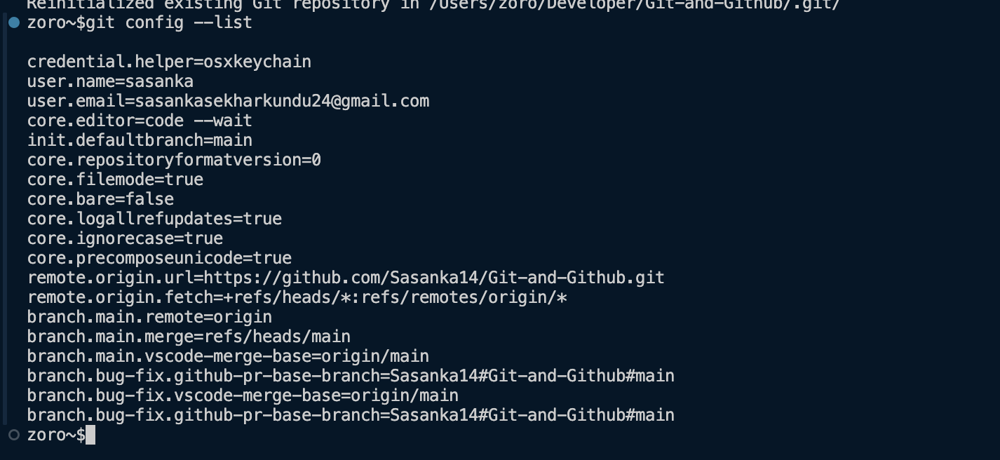 Reinitialized existing Git repository in /Users/zoro/Developer/Git-and-Github/.git/
zoro~$git config --list
credential.helper=osxkeychain
user.name=sasanka
user.email=sasankasekharkundu24@gmail.com
core.editor=code --wait
init.defaultbranch=main
core.repositoryformatversion=0
core.filemode=true
core.bare=false
core.logallrefupdates=true
core.ignorecase=true
core.precomposeunicode=true
remote.origin.url=https://github.com/Sasanka14/Git-and-Github.git
remote.origin.fetch=+refs/heads/*:refs/remotes/origin/*
branch.main.remote=origin
branch.main.merge=refs/heads/main
branch.main.vscode-merge-base=origin/main
branch.bug-fix.github-pr-base-branch=Sasanka14#Git-and-Github#main
branch.bug-fix.vscode-merge-base=origin/main
branch.bug-fix.github-pr-base-branch=Sasanka14#Git-and-Github#main
zoro~$